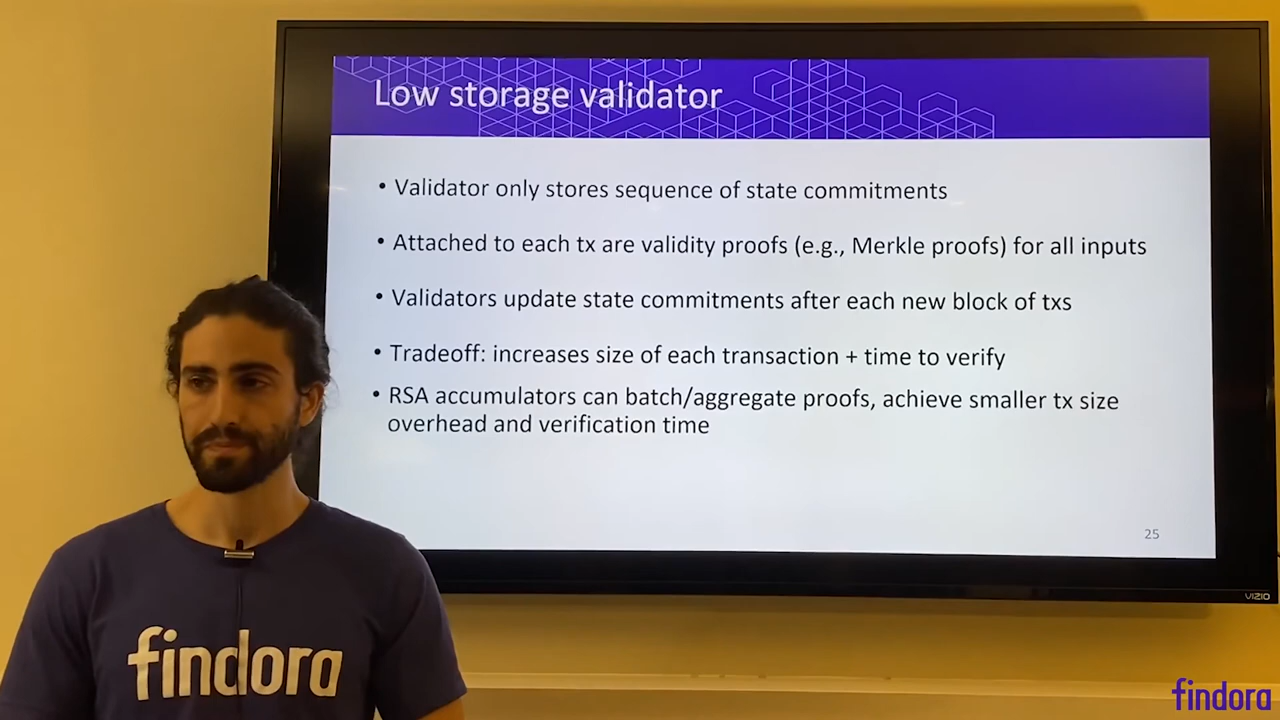 Low storage validator
• Validator only stores sequence of state commitments
• Attached to each tx are validity proofs (e.g., Merkle proofs) for all inputs
• Validators update state commitments after each new block of txs
• Tradeoff: increases size of each transaction + time to verify
• RSA accumulators can batch/aggregate proofs, achieve smaller tx size
overhead and verification time
25
VIZIO
findora
findora